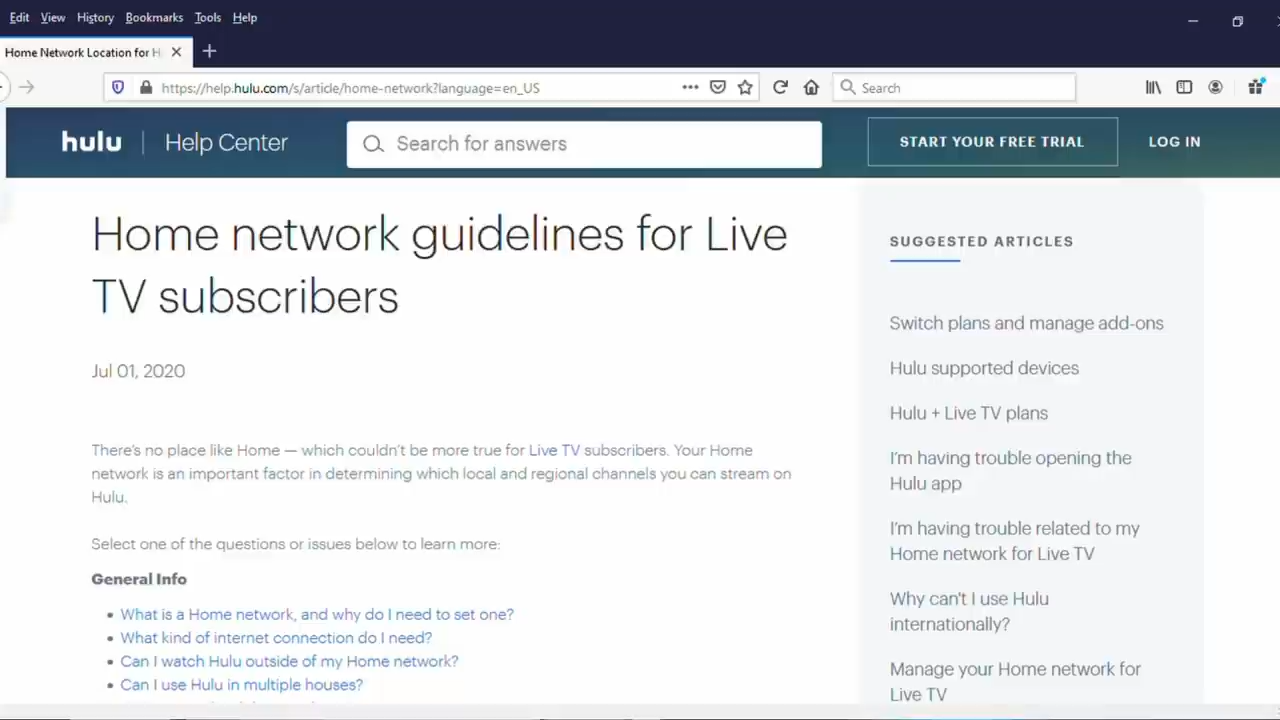 Edit View History Bookmarks Tools Help
Home Network Location for H
https://help.hulu.com/s/article/home-network?language=en_US
Search
hulu | Help Center
Search for answers
START YOUR FREE TRIAL
LOG IN
Home network guidelines for Live
TV subscribers
Jul 01, 2020
There's no place like Home — which couldn't be more true for Live TV subscribers. Your Home
network is an important factor in determining which local and regional channels you can stream on
Hulu.
Select one of the questions or issues below to learn more:
General Info
• What is a Home network, and why do I need to set one?
• What kind of internet connection do I need?
• Can I watch Hulu outside of my Home network?
• Can I use Hulu in multiple houses?
SUGGESTED ARTICLES
Switch plans and manage add-ons
Hulu supported devices
Hulu + Live TV plans
I'm having trouble opening the
Hulu app
I'm having trouble related to my
Home network for Live TV
Why can't I use Hulu
internationally?
Manage your Home network for
Live TV